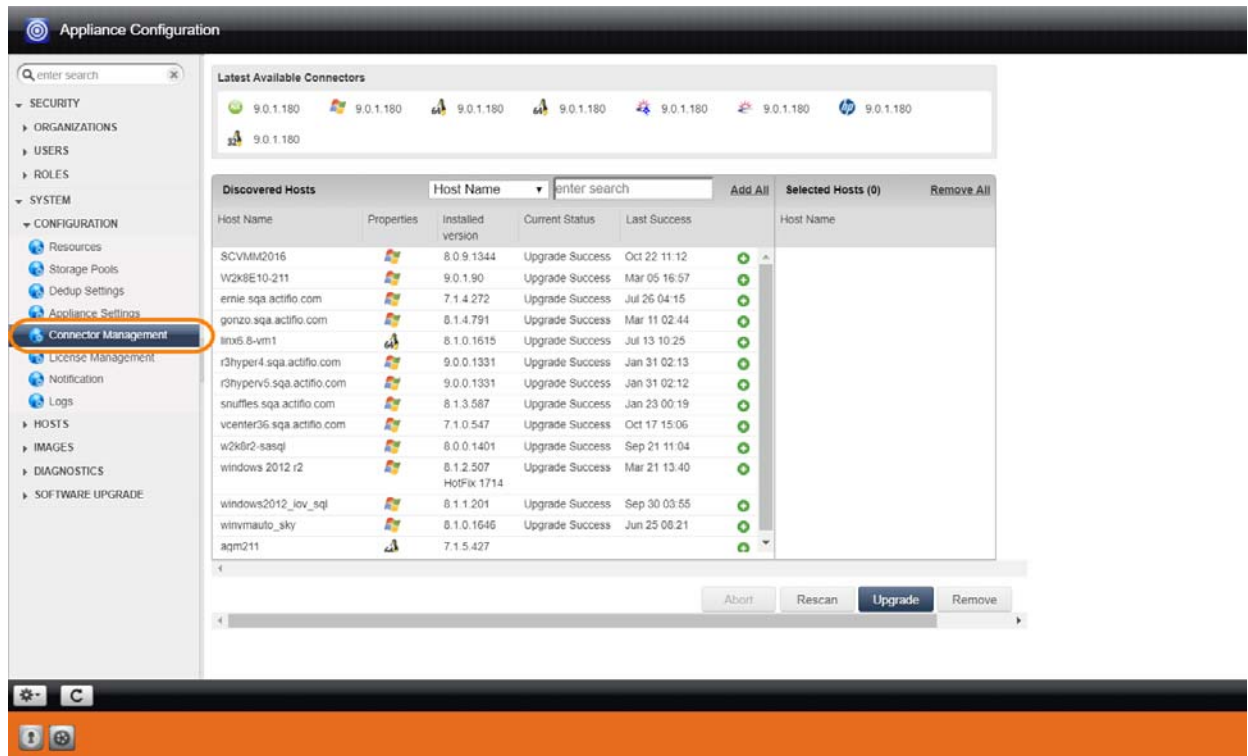 Appliance Configuration
enter search
SECURITY
ORGANIZATIONS
USERS
ROLES
SYSTEM
CONFIGURATION
Resources
Storage Pools
Dedup Settings
Appliance Settings
Connector Management
License Management
Notification
Logs
HOSTS
IMAGES
DIAGNOSTICS
SOFTWARE UPGRADE
Latest Available Connectors
9.0.1.180 9.0.1.180 64 9.0.1.180 64 9.0.1.180 9.0.1.180 9.0.1.180 hp 9.0.1.180
32 9.0.1.180
Discovered Hosts Host Name enter search Add All Selected Hosts (0) Remove All
Host Name Properties Installed version Current Status Last Success Host Name
SCVMM2016 8.0.9.1344 Upgrade Success Oct 22 11:12
W2k8E10-211 9.0.1.90 Upgrade Success Mar 05 16:57
ernie.sqa.actifio.com 7.1.4.272 Upgrade Success Jul 26 04:15
gonzo.sqa.actifio.com 8.1.4.791 Upgrade Success Mar 11 02:44
linx6.8-vm1 8.1.0.1615 Upgrade Success Jul 13 10:25
r3hyper4.sqa.actifio.com 9.0.0.1331 Upgrade Success Jan 31 02:13
r3hyperv5.sqa.actifio.com 9.0.0.1331 Upgrade Success Jan 31 02:12
snuffles.sqa.actifio.com 8.1.3.587 Upgrade Success Jan 23 00:19
vcenter36.sqa.actifio.com 7.1.0.547 Upgrade Success Oct 17 15:06
w2k8r2-sasql 8.0.0.1401 Upgrade Success Sep 21 11:04
windows 2012 r2 8.1.2.507 Upgrade Success Mar 21 13:40
HotFix 1714
windows2012_iov_sql 8.1.1.201 Upgrade Success Sep 30 03:55
winvmauto_sky 8.1.0.1646 Upgrade Success Jun 25 08:21
aqm211 7.1.5.427
Abort Rescan Upgrade Remove